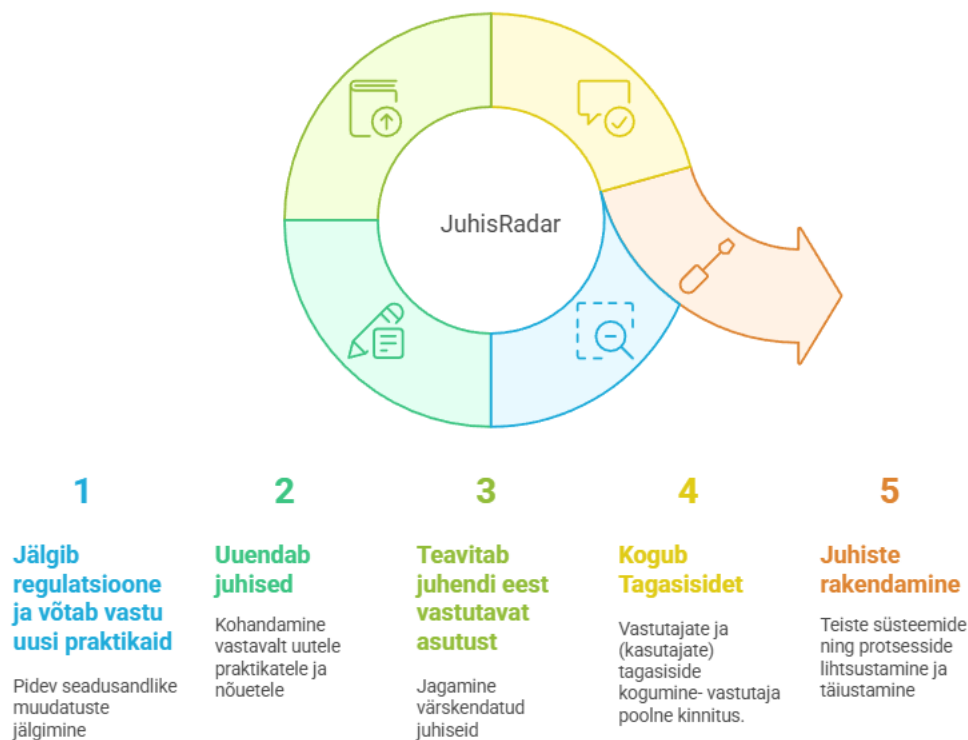 JuhisRadar
1
Jälgib
regulatsioone
ja võtab vastu
uusi praktikaid
Pidev seadusandlike
muudatuste
jälgimine
2
Uuendab
juhised
Kohandamine
vastavalt uutele
praktikatele ja
nõuetele
3
Teavitab
juhendi eest
vastutavat
asutust
Jagamine
värskendatud
juhiseid
4
Kogub
Tagasisidet
Vastutajate ja
(kasutajate)
tagasiside
kogumine- vastutaja
poolne kinnitus.
5
Juhiste
rakendamine
Teiste süsteemide
ning protsesside
lihtsustamine ja
täiustamine